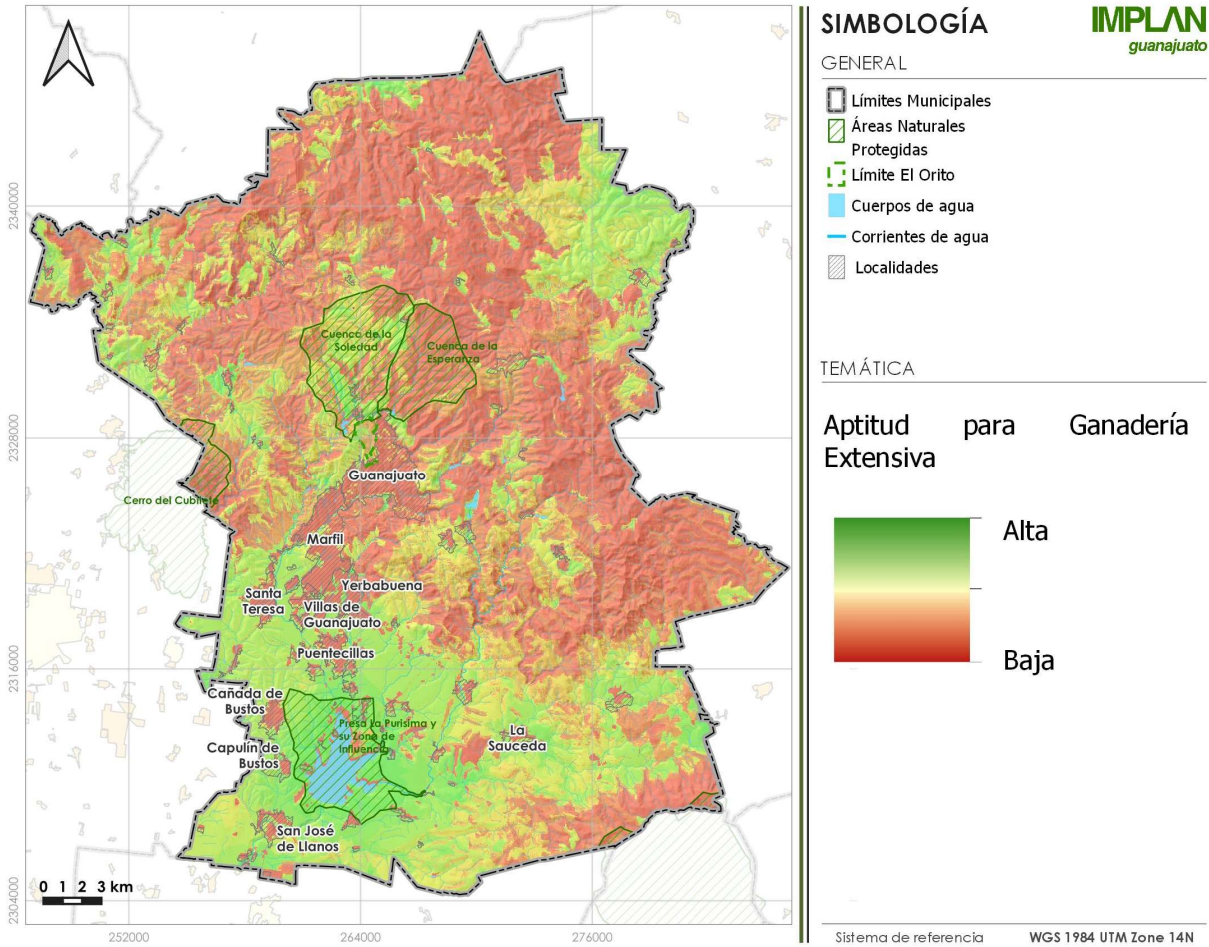 SIMBOLOGÍA
IMPLAN
guanajuato
GENERAL
Límites Municipales
Áreas Naturales
Protegidas
Límite El Orito
Cuerpos de agua
Corrientes de agua
Localidades
TEMÁTICA
Aptitud para Ganadería
Extensiva
Alta
Baja
Sistema de referencia
WGS 1984 UTM Zone 14N
2340000
2328000
2316000
2304000
252000
264000
276000
0 1 2 3 km
Cuenca de la
Soledad
Cuenca de la
Esperanza
Cerro del Cubilete
Guanajuato
Marfil
Yerbabuena
Santa
Teresa
Villas de
Guanajuato
Puentecillas
Cañada de
Bustos
Presa La Purisima y
su Zona de
Influencia
Capulín de
Bustos
La
Sauceda
San José
de Llanos